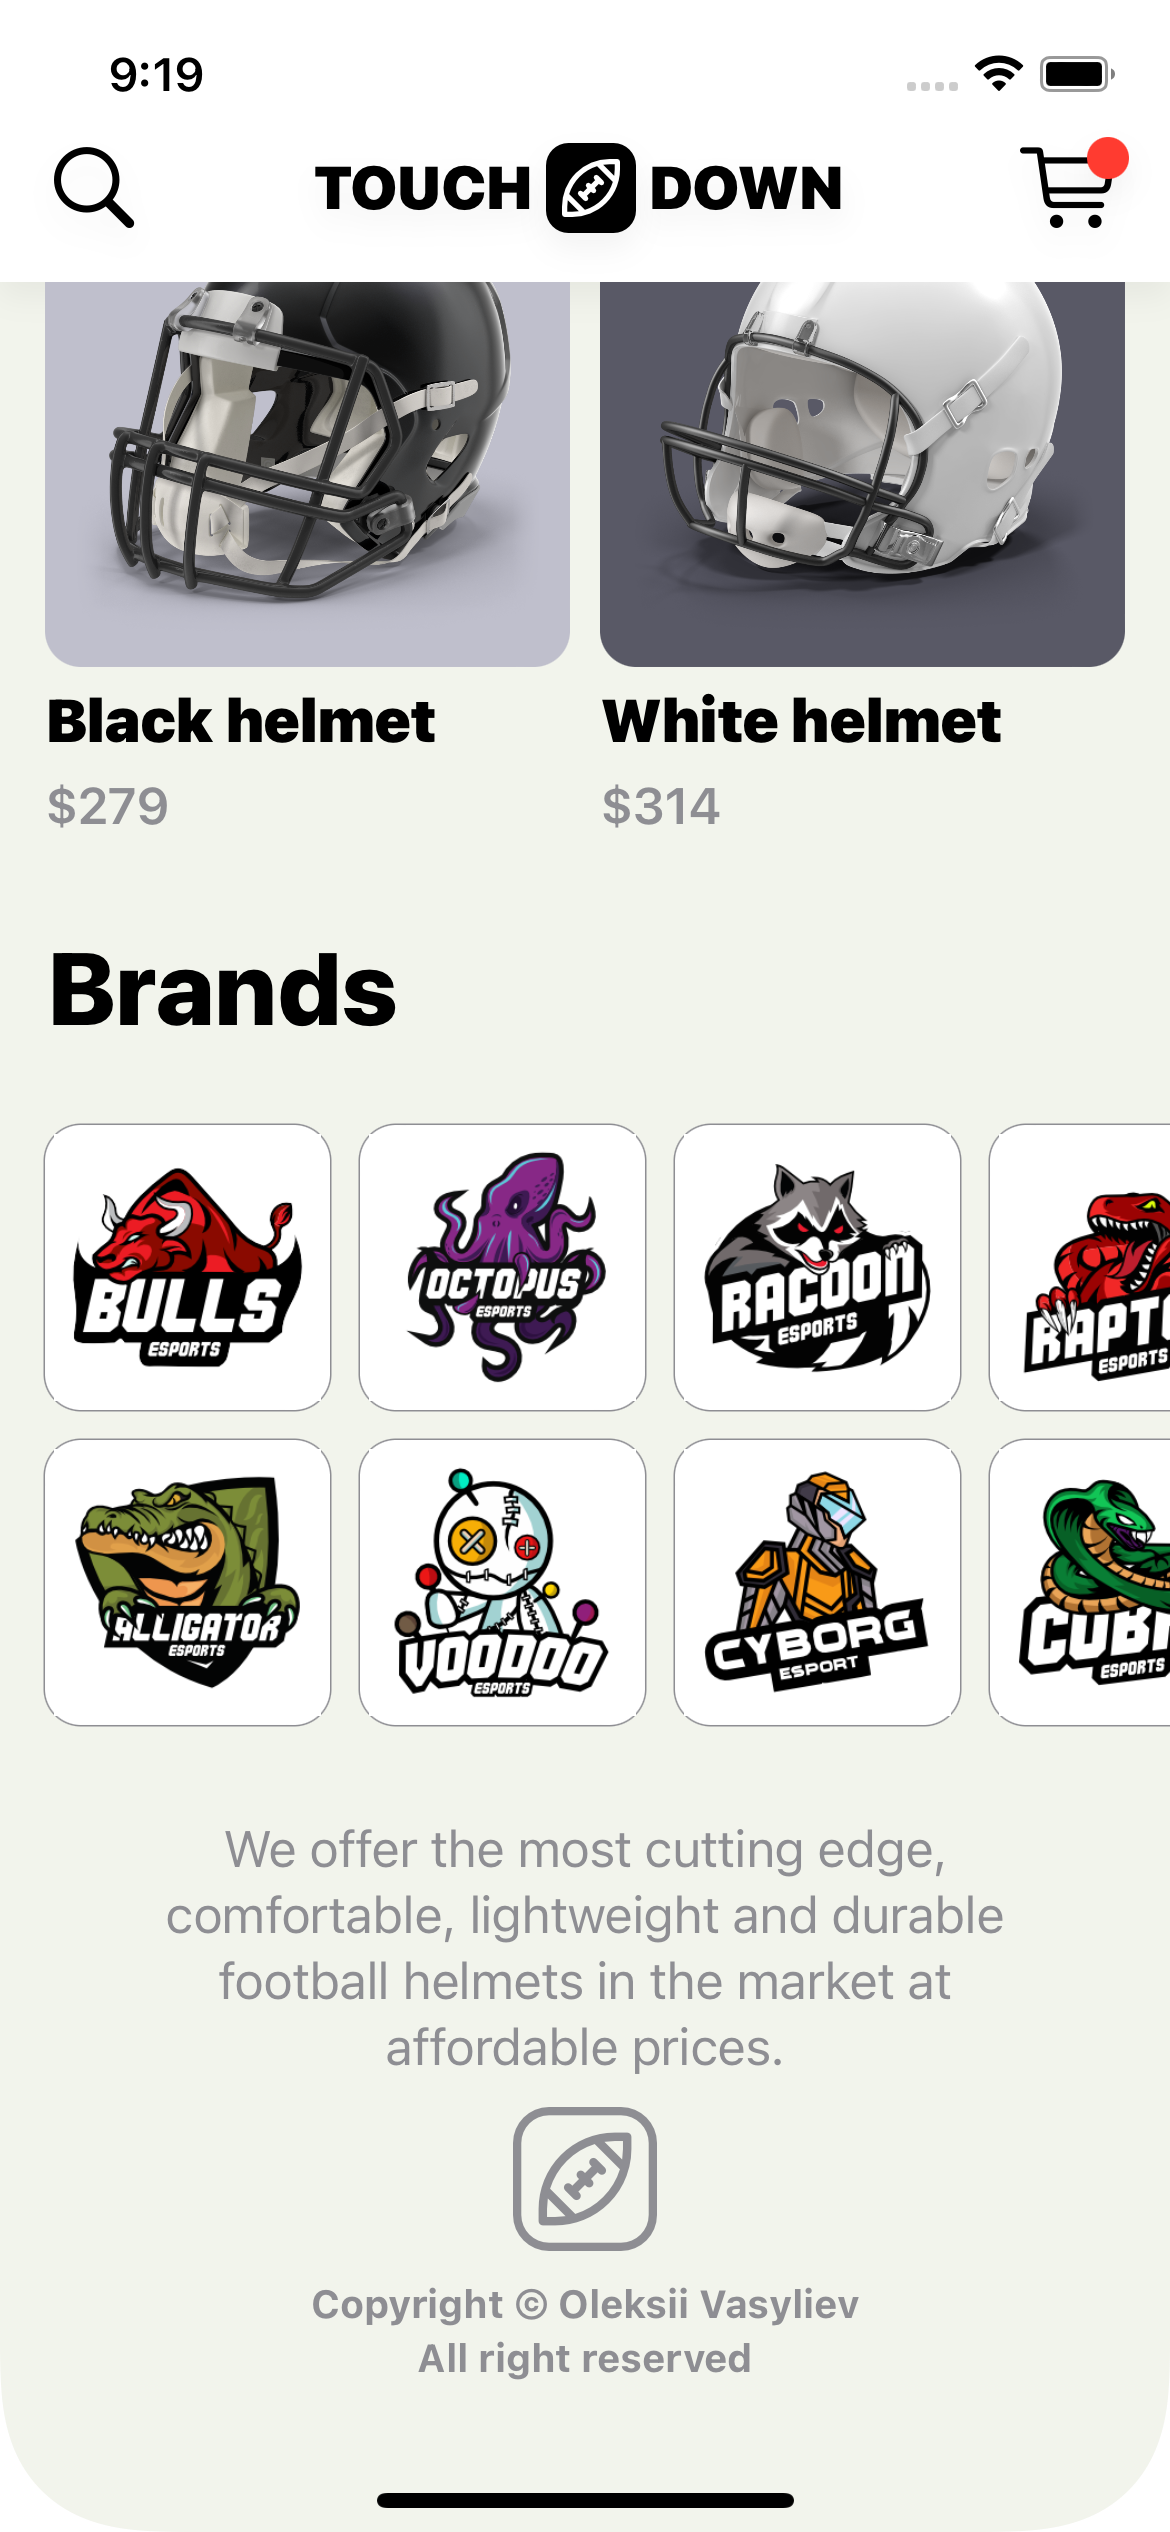 9:19
TOUCH DOWN
Black helmet
White helmet
$279
$314
Brands
BULLS
ESPORTS
OCTOPUS
ESPORTS
RACOON
ESPORTS
RAPTO
ESPORTS
ALLIGATOR
ESPORTS
VOODOO
ESPORTS
CYBORG
ESPORT
CUB
ESPORTS
We offer the most cutting edge,
comfortable, lightweight and durable
football helmets in the market at
affordable prices.
Copyright © Oleksii Vasyliev
All right reserved